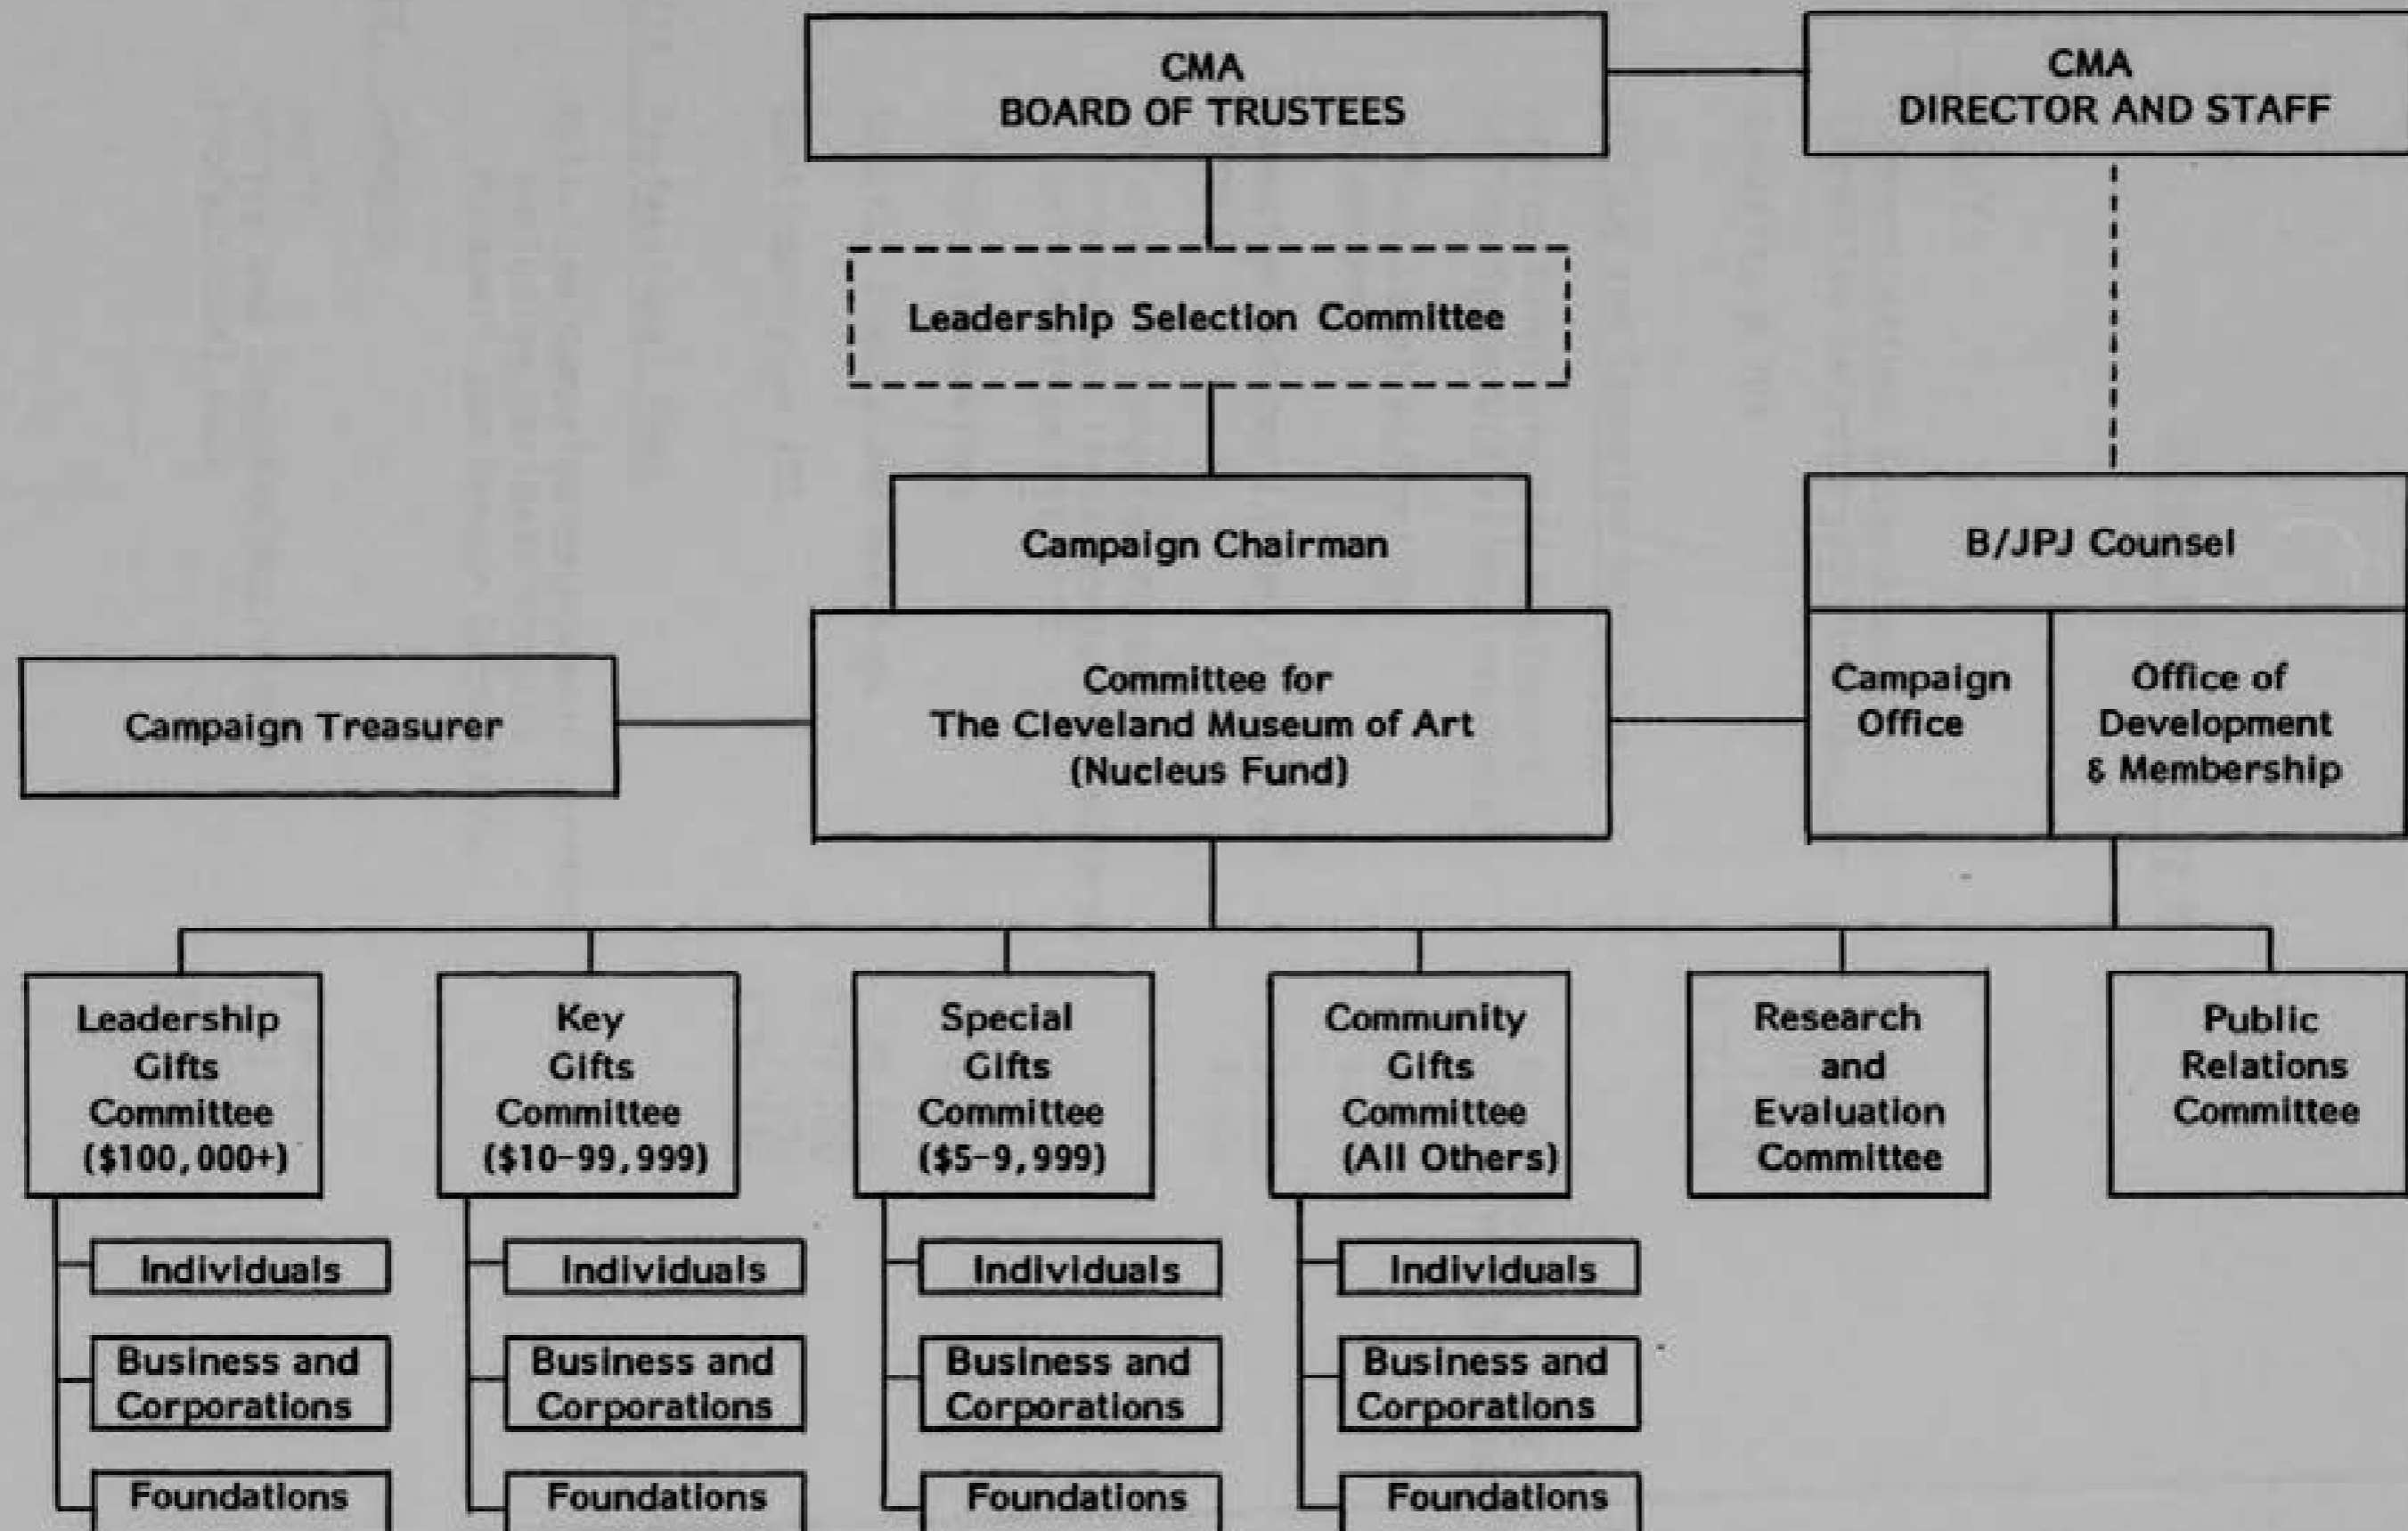 CMA
BOARD OF TRUSTEES
CMA
DIRECTOR AND STAFF
Leadership Selection Committee
Campaign Chairman
B/JPJ Counsel
Campaign Treasurer
Committee for
The Cleveland Museum of Art
(Nucleus Fund)
Campaign
Office
Office of
Development
& Membership
Leadership
Gifts
Committee
($100,000+)
Key
Gifts
Committee
($10-99,999)
Special
Gifts
Committee
($5-9,999)
Community
Gifts
Committee
(All Others)
Research
and
Evaluation
Committee
Public
Relations
Committee
Individuals
Business and
Corporations
Foundations
Individuals
Business and
Corporations
Foundations
Individuals
Business and
Corporations
Foundations
Individuals
Business and
Corporations
Foundations